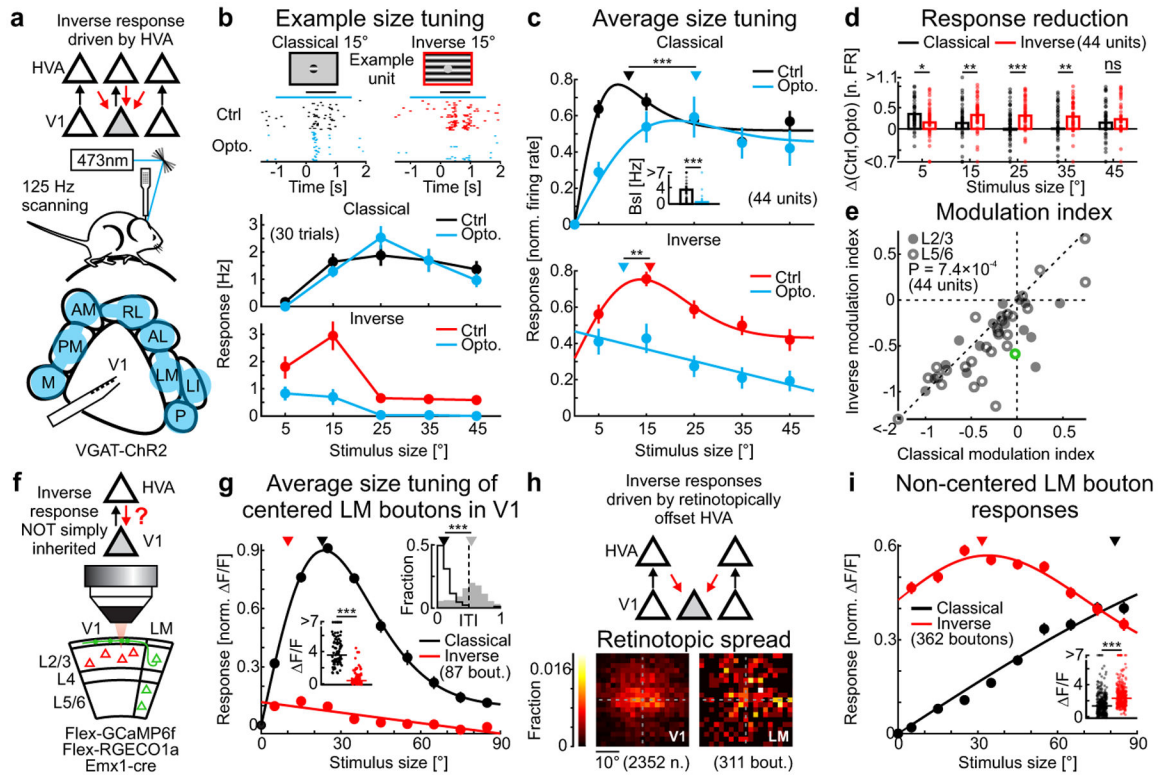 a
Inverse response
driven by HVA
HVA
V1
473nm
125 Hz
scanning
AM
RL
PM
AL
V1
LM
LI
M
P
VGAT-ChR2
b
Example size tuning
Classical 15°
Inverse 15°
Example
unit
Ctrl
Opto.
-1 0 1 2
-1 0 1 2
Time [s]
Time [s]
Classical
(30 trials)
Ctrl
Opto.
3
2
1
0
Inverse
Ctrl
Opto.
3
2
1
0
Response [Hz]
5 15 25 35 45
Stimulus size [°]
c
Average size tuning
Classical
***
Ctrl
Opto.
0.8
0.6
0.4
0.2
0
Bsl [Hz]
>7
4
0
***
(44 units)
Inverse
**
Ctrl
Opto.
0.8
0.6
0.4
0.2
0
Response [norm. firing rate]
5 15 25 35 45
Stimulus size [°]
d
Response reduction
Classical
Inverse (44 units)
* ** *** ** ns
>1.1
0
<0.7
Δ(Ctrl,Opto) [n. FR]
5 15 25 35 45
Stimulus size [°]
e
Modulation index
L2/3
L5/6
P = 7.4×10-4
(44 units)
Inverse modulation index
0
-0.5
-1
<-2
-1 -0.5 0 0.5
Classical modulation index
f
HVA
Inverse
response
NOT simply
inherited
?
V1
V1
LM
L2/3
L4
L5/6
Flex-GCaMP6f
Flex-RGECO1a
Emx1-cre
g
Average size tuning of
centered LM boutons in V1
0.9
0.6
0.3
0
Response [norm. ΔF/F]
>7
4
0
ΔF/F
***
0.5
0
Fraction
***
0 ITI 1
Classical
Inverse
(87 bout.)
0 30 60 90
Stimulus size [°]
h
Inverse responses
driven by retinotopically
offset HVA
HVA
V1
Retinotopic spread
0.016
0
Fraction
V1
LM
10° (2352 n.)
(311 bout.)
i
Non-centered LM bouton
responses
0.6
0.3
0
Response [norm. ΔF/F]
Classical
Inverse
(362 boutons)
>7
4
0
ΔF/F
***
0 30 60 90
Stimulus size [°]